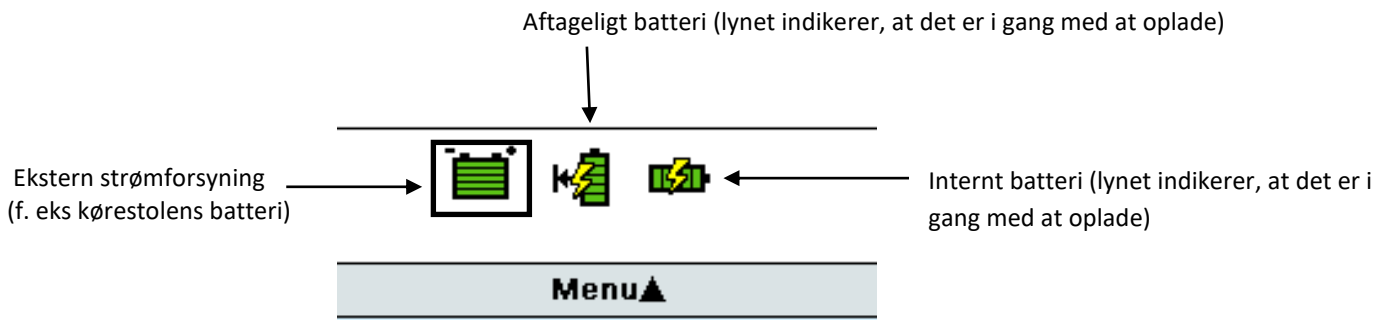 Aftageligt batteri (lynet indikerer, at det er i gang med at oplade)
Ekstern strømforsyning
(f. eks kørestolens batteri)
- +
Internt batteri (lynet indikerer, at det er i
gang med at oplade)
Menu▲